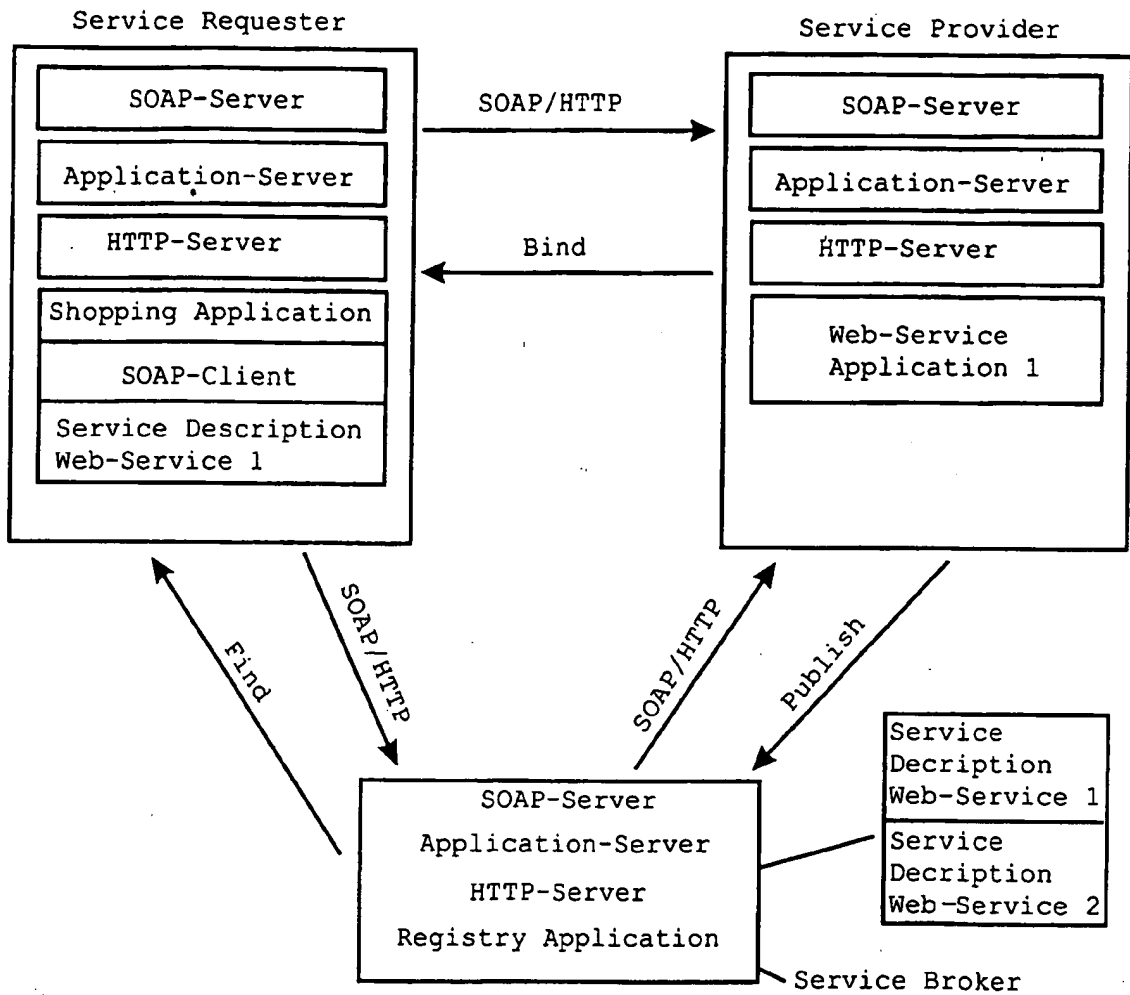 Service Requester
SOAP-Server
Application-Server
HTTP-Server
Shopping Application
SOAP-Client
Service Description
Web-Service 1
SOAP/HTTP
Bind
Service Provider
SOAP-Server
Application-Server
HTTP-Server
Web-Service
Application 1
Find
SOAP/HTTP
SOAP/HTTP
Publish
SOAP-Server
Application-Server
HTTP-Server
Registry Application
Service
Decription
Web-Service 1
Service
Decription
Web-Service 2
Service Broker